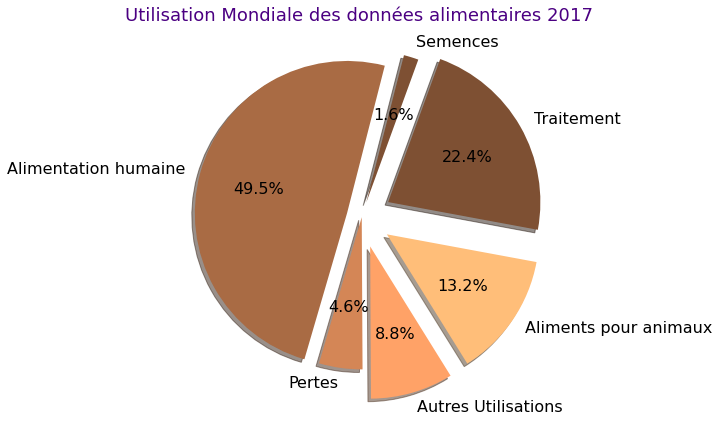 Utilisation Mondiale des données alimentaires 2017
Semences
1.6%
Traitement
22.4%
Alimentation humaine
49.5%
13.2%
Aliments pour animaux
4.6%
Pertes
8.8%
Autres Utilisations